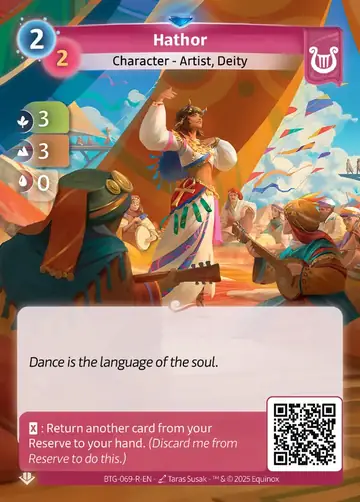 2
Hathor
2
Character - Artist, Deity
3
3
0
Dance is the language of the soul.
X : Return another card from your
Reserve to your hand. (Discard me from
Reserve to do this.)
BTG-069-R-EN - Taras Susak - ™ & © 2025 Equinox